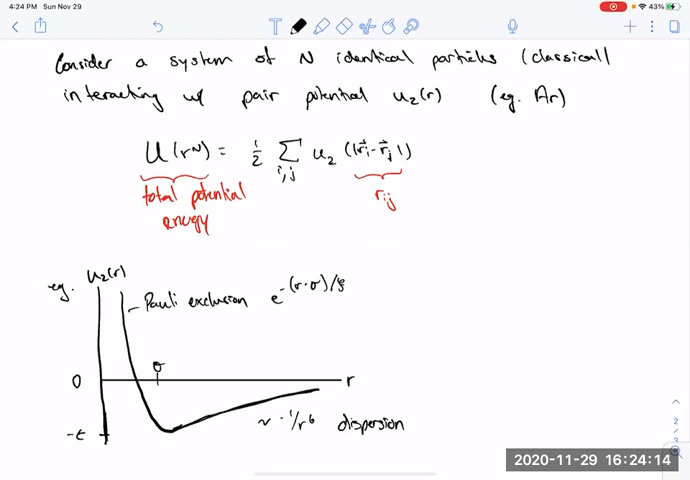 4:24 PM Sun Nov 29
43%
Consider a system of N identical particles (classical)
interacting w/ pair potential u₂(r) (eg. Ar)
U(rᴺ) = 1/2 Σ i,j u₂(|r⃗i - r⃗j|)
total potential energy
rij
eg. u₂(r)
Pauli exclusion e^-(r-σ)/ξ
σ
0
r
-ε
~ -1/r⁶ dispersion
2
/
3
2020-11-29 16:24:14